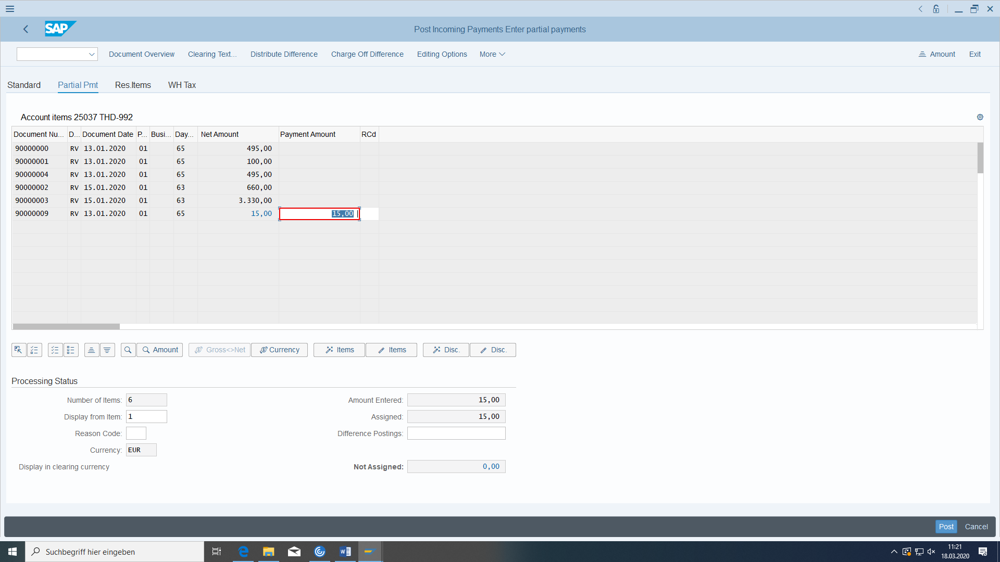 SAP
Post Incoming Payments Enter partial payments
Document Overview Clearing Text... Distribute Difference Charge Off Difference Editing Options More Amount Exit
Standard Partial Pmt Res.Items WH Tax
Account items 25037 THD-992
Document Nu... D... Document Date P... Busi... Day... Net Amount Payment Amount RCd
90000000 RV 13.01.2020 01 65 495,00
90000001 RV 13.01.2020 01 65 100,00
90000004 RV 13.01.2020 01 65 495,00
90000002 RV 15.01.2020 01 63 660,00
90000003 RV 15.01.2020 01 63 3.330,00
90000009 RV 13.01.2020 01 65 15,00 15,00
Amount Gross<>Net Currency Items Items Disc. Disc.
Processing Status
Number of Items: 6 Amount Entered: 15,00
Display from Item: 1 Assigned: 15,00
Reason Code: Difference Postings:
Currency: EUR
Display in clearing currency Not Assigned: 0,00
Post Cancel
Suchbegriff hier eingeben 11:21
18.03.2020